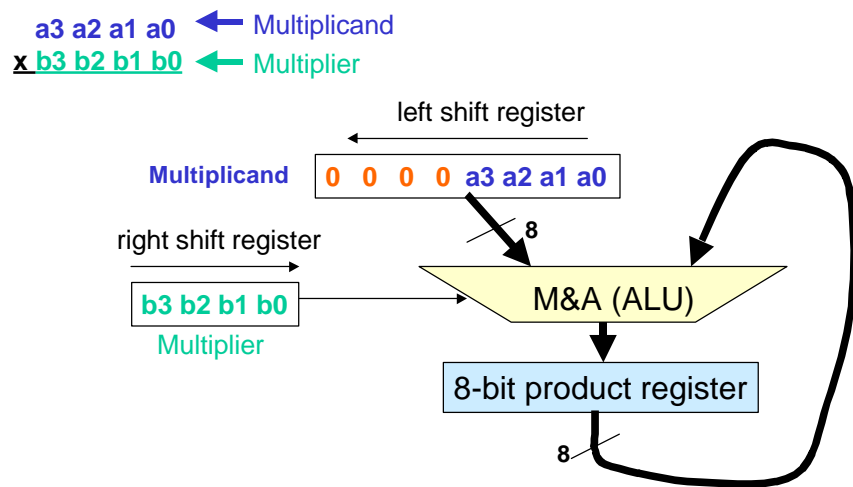 a3 a2 a1 a0 Multiplicand
x b3 b2 b1 b0 Multiplier
left shift register
Multiplicand 0 0 0 0 a3 a2 a1 a0
8
right shift register
b3 b2 b1 b0
M&A (ALU)
Multiplier
8-bit product register
8